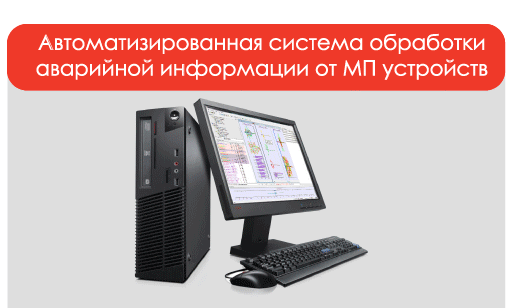 Автоматизированная система обработки
аварийной информации от МП устройств